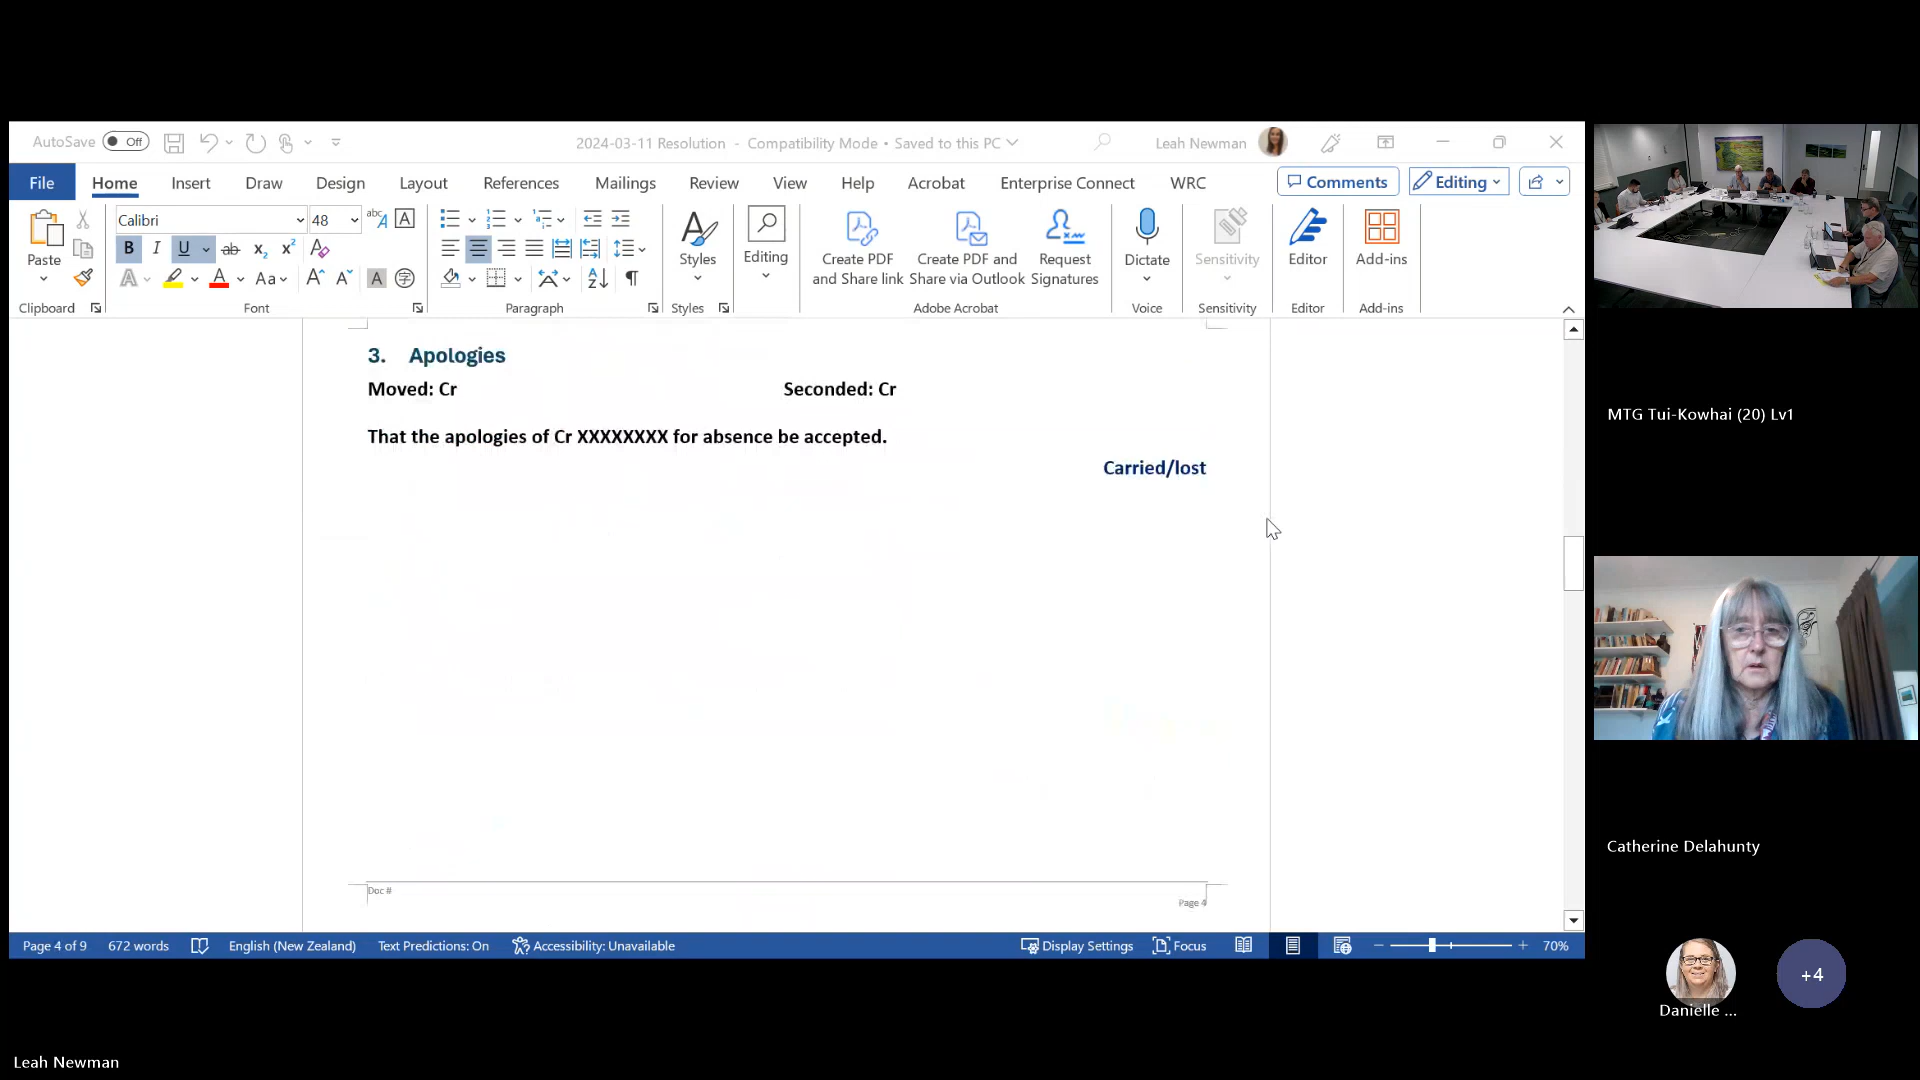 AutoSave Off
2024-03-11 Resolution - Compatibility Mode • Saved to this PC
Leah Newman
File Home Insert Draw Design Layout References Mailings Review View Help Acrobat Enterprise Connect WRC Comments Editing
Paste
Clipboard
Calibri 48
Font
Paragraph
Styles
Styles
Editing
Create PDF and Share link
Create PDF and Share via Outlook
Request Signatures
Adobe Acrobat
Dictate
Voice
Sensitivity
Sensitivity
Editor
Editor
Add-ins
Add-ins
3. Apologies
Moved: Cr Seconded: Cr
That the apologies of Cr XXXXXXXX for absence be accepted.
Carried/lost
Doc #
Page 4
Page 4 of 9 672 words English (New Zealand) Text Predictions: On Accessibility: Unavailable Display Settings Focus 70%
MTG Tui-Kowhai (20) Lv1
Catherine Delahunty
Danielle ...
+4
Leah Newman